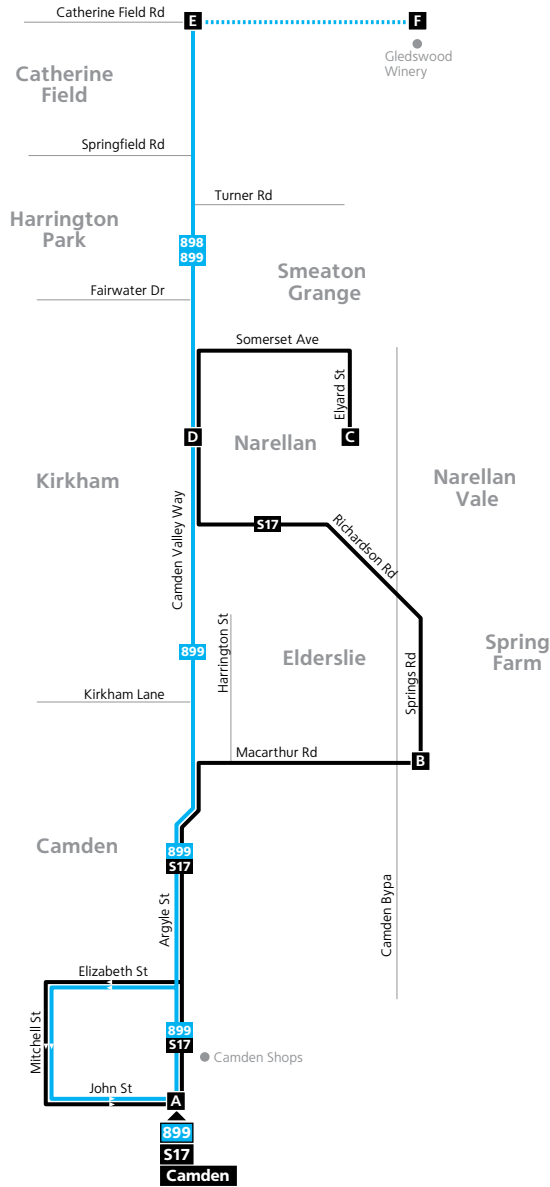 Catherine Field Rd
E
F
Gledswood
Winery
Catherine
Field
Springfield Rd
Turner Rd
Harrington
Park
898
899
Smeaton
Grange
Fairwater Dr
Somerset Ave
Elyard St
D
Narellan
C
Kirkham
Narellan
Vale
Camden Valley Way
S17
Richardson Rd
Harrington St
899
Elderslie
Spring
Farm
Springs Rd
Kirkham Lane
Macarthur Rd
B
Camden
899
S17
Argyle St
Camden Bypa
Elizabeth St
Mitchell St
899
S17
Camden Shops
John St
A
899
S17
Camden